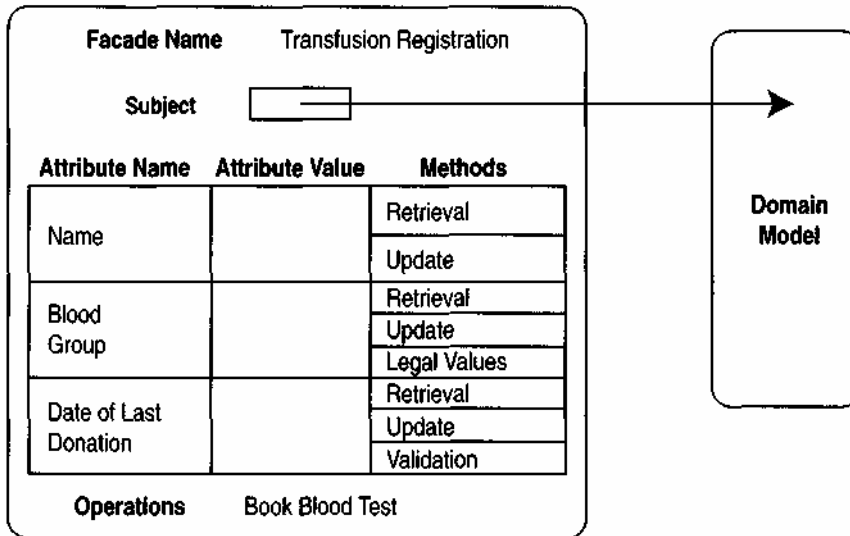 Facade Name Transfusion Registration
Subject
Attribute Name Attribute Value Methods
Name
Retrieval
Update
Blood
Group
Retrieval
Update
Legal Values
Date of Last
Donation
Retrieval
Update
Validation
Operations Book Blood Test
Domain
Model